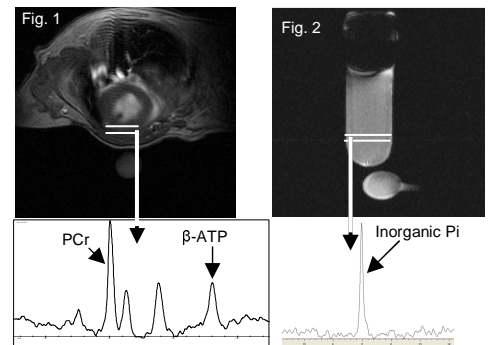 Fig. 1
Fig. 2
PCr
β-ATP
Inorganic Pi